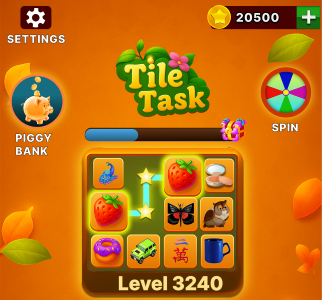 20500
SETTINGS
Tile
Task
PIGGY
BANK
SPIN
萬
Level 3240